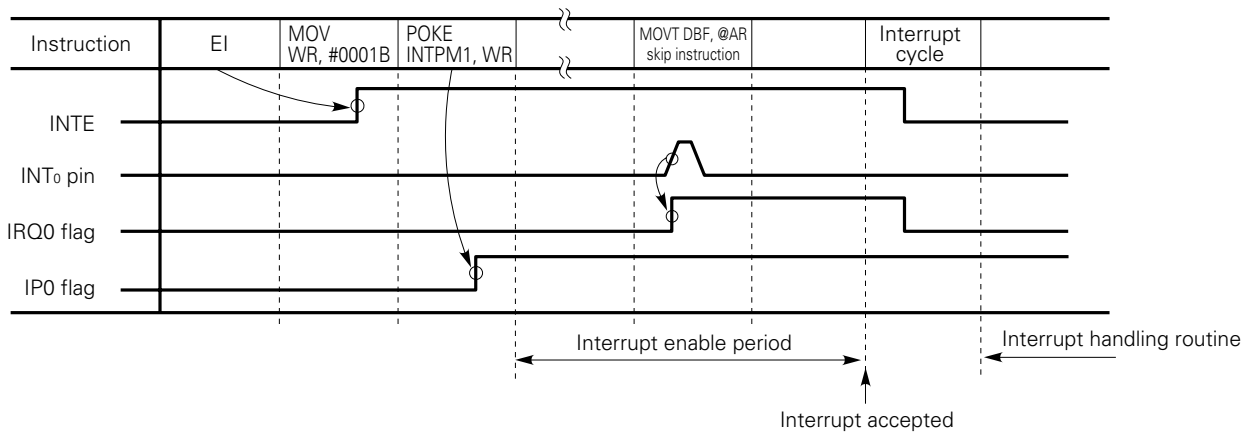 Instruction
EI
MOV
WR, #0001B
POKE
INTPM1, WR
MOVT DBF, @AR
skip instruction
Interrupt
cycle
INTE
INT0 pin
IRQ0 flag
IP0 flag
Interrupt enable period
Interrupt handling routine
Interrupt accepted